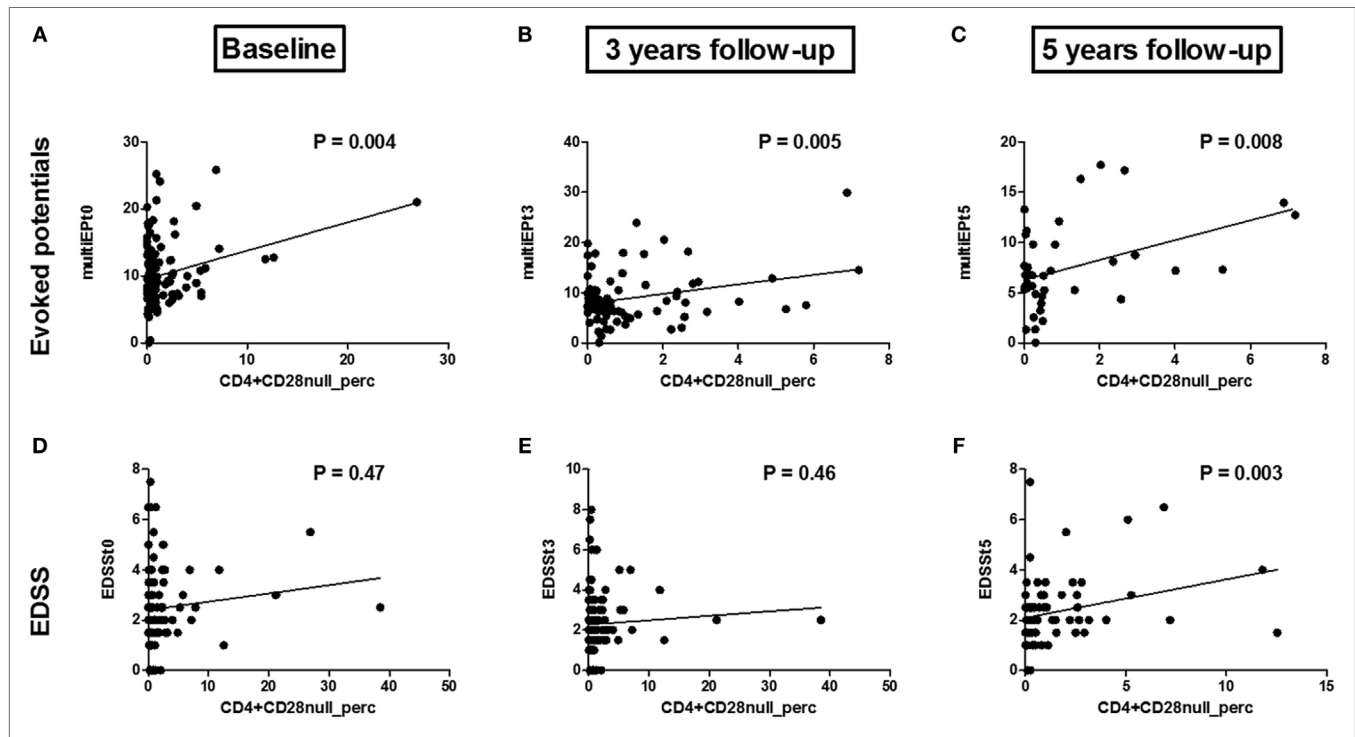 A
Baseline
B
3 years follow-up
C
5 years follow-up
Evoked potentials
P = 0.004
multiEPt0
30
20
10
0
0 10 20 30
CD4+CD28null_perc
P = 0.005
multiEPt3
40
30
20
10
0
0 2 4 6 8
CD4+CD28null_perc
P = 0.008
multiEPt5
20
15
10
5
0
0 2 4 6 8
CD4+CD28null_perc
EDSS
D
P = 0.47
EDSSt0
8
6
4
2
0
0 10 20 30 40 50
CD4+CD28null_perc
E
P = 0.46
EDSSt3
10
8
6
4
2
0
0 10 20 30 40 50
CD4+CD28null_perc
F
P = 0.003
EDSSt5
8
6
4
2
0
0 5 10 15
CD4+CD28null_perc